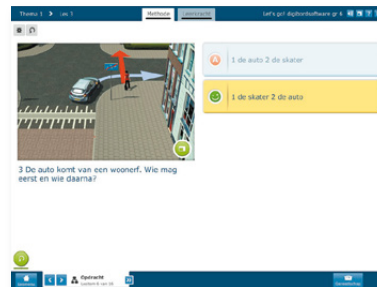 Thema 1 > Les 1
Methode
Leerkracht
Let's go! digibordsoftware gr 6
A 1 de auto 2 de skater
1 de skater 2 de auto
3 De auto komt van een woonerf. Wie mag
eerst en wie daarna?
Opdracht